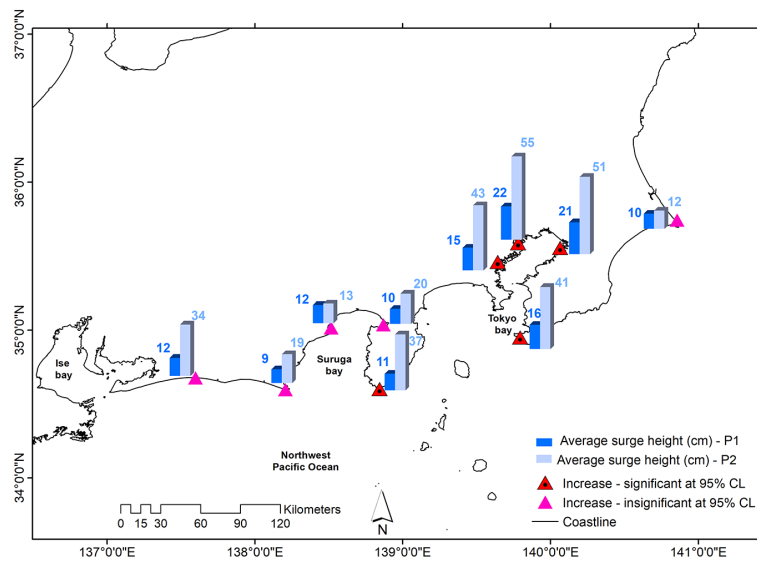 37°0'0"N
36°0'0"N
35°0'0"N
34°0'0"N
55
22
43
15
51
21
12
10
41
16
20
10
13
12
37
11
34
12
19
9
Tokyo
bay
Ise
bay
Suruga
bay
Northwest
Pacific Ocean
Average surge height (cm) - P1
Average surge height (cm) - P2
Increase - significant at 95% CL
Increase - insignificant at 95% CL
Coastline
Kilometers
0 15 30 60 90 120
N
137°0'0"E 138°0'0"E 139°0'0"E 140°0'0"E 141°0'0"E